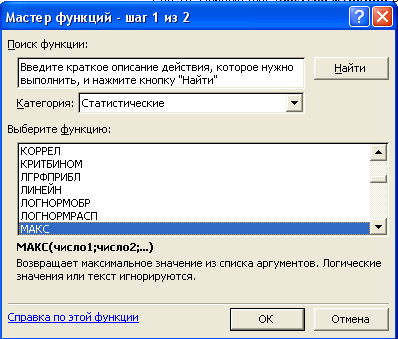 Мастер функций - шаг 1 из 2
Поиск функции:
Введите краткое описание действия, которое нужно
выполнить, и нажмите кнопку "Найти"
Найти
Категория: Статистические
Выберите функцию:
КОРРЕЛ
КРИТБИНОМ
ЛГРФПРИБЛ
ЛИНЕЙН
ЛОГНОРМОБР
ЛОГНОРМРАСП
МАКС
МАКС(число1;число2;...)
Возвращает максимальное значение из списка аргументов. Логические
значения или текст игнорируются.
Справка по этой функции
ОК
Отмена